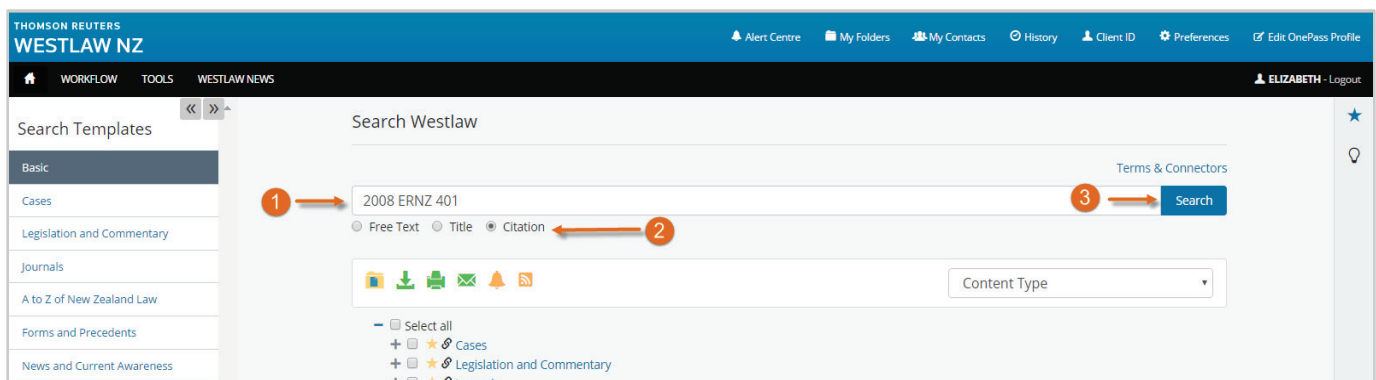 THOMSON REUTERS
WESTLAW NZ
Alert Centre My Folders My Contacts History Client ID Preferences Edit OnePass Profile
WORKFLOW TOOLS WESTLAW NEWS ELIZABETH - Logout
Search Templates
Search Westlaw
Basic
Terms & Connectors
Cases
1 2008 ERNZ 401 3 Search
Free Text Title Citation 2
Legislation and Commentary
Journals
Content Type
A to Z of New Zealand Law
Forms and Precedents
Select all
Cases
News and Current Awareness
Legislation and Commentary